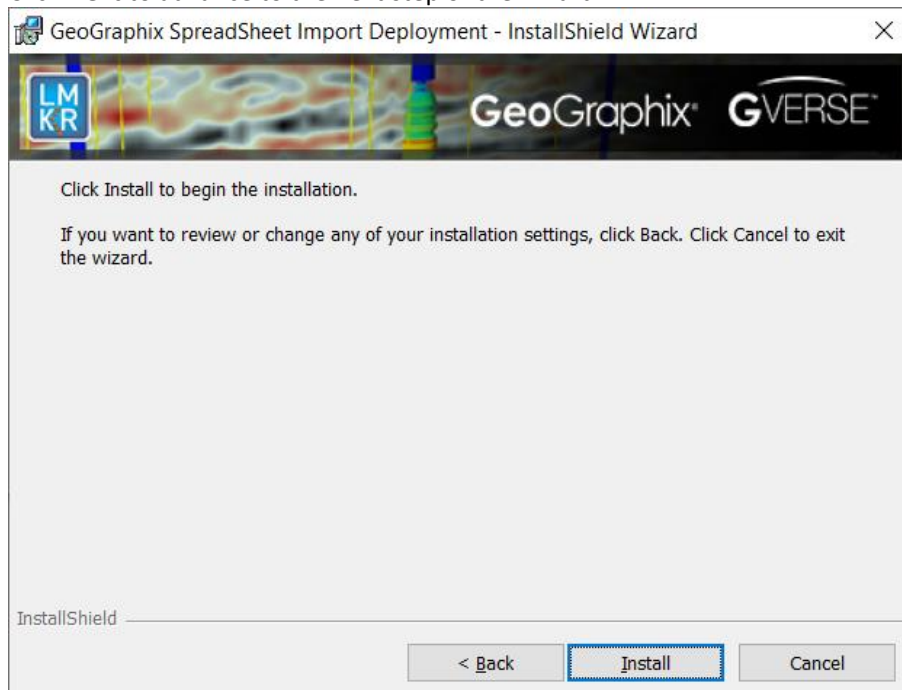 GeoGraphix SpreadSheet Import Deployment - InstallShield Wizard
LM
KR
GeoGraphix® GVERSE™
Click Install to begin the installation.
If you want to review or change any of your installation settings, click Back. Click Cancel to exit
the wizard.
InstallShield
< Back
Install
Cancel